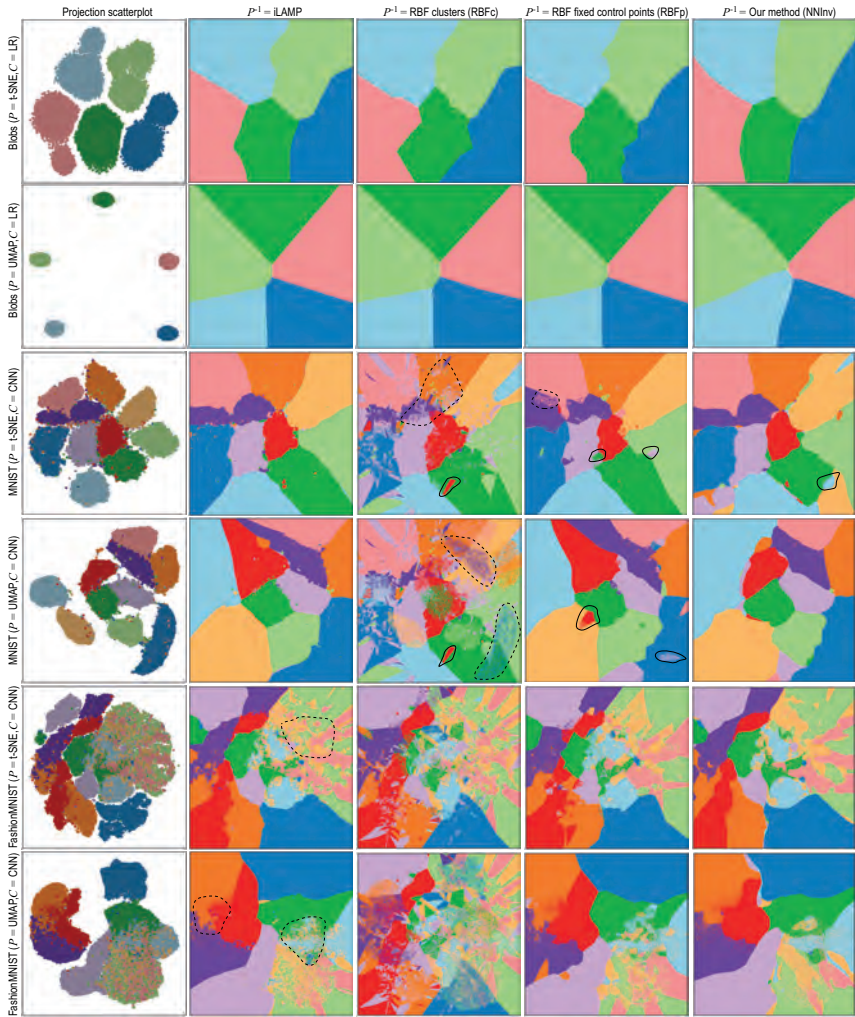 Projection scatterplot
P⁻¹ = iLAMP
P⁻¹ = RBF clusters (RBFc)
P⁻¹ = RBF fixed control points (RBFp)
P⁻¹ = Our method (NNInv)
Blobs (P = t-SNE,C = LR)
Blobs (P = UMAP,C = LR)
MNIST (P = t-SNE,C = CNN)
MNIST (P = UMAP,C = CNN)
FashionMNIST (P = t-SNE,C = CNN)
FashionMNIST (P = UMAP,C = CNN)